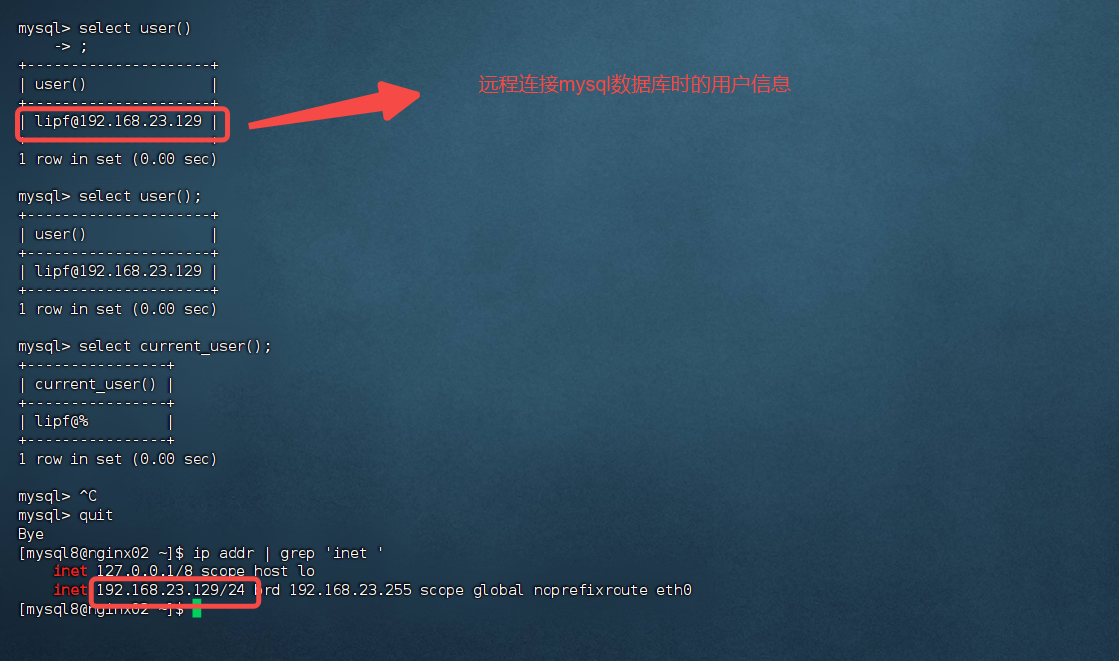 mysql> select user()
    -> ;
+---------------------+
| user()              |
+---------------------+
| lipf@192.168.23.129 |
1 row in set (0.00 sec)
远程连接mysql数据库时的用户信息
mysql> select user();
+---------------------+
| user()              |
+---------------------+
| lipf@192.168.23.129 |
+---------------------+
1 row in set (0.00 sec)
mysql> select current_user();
+----------------+
| current_user() |
+----------------+
| lipf@%         |
+----------------+
1 row in set (0.00 sec)
mysql> ^C
mysql> quit
Bye
[mysql8@nginx02 ~]$ ip addr | grep 'inet '
    inet 127.0.0.1/8 scope host lo
    inet 192.168.23.129/24 brd 192.168.23.255 scope global noprefixroute eth0
[mysql8@nginx02 ~]$